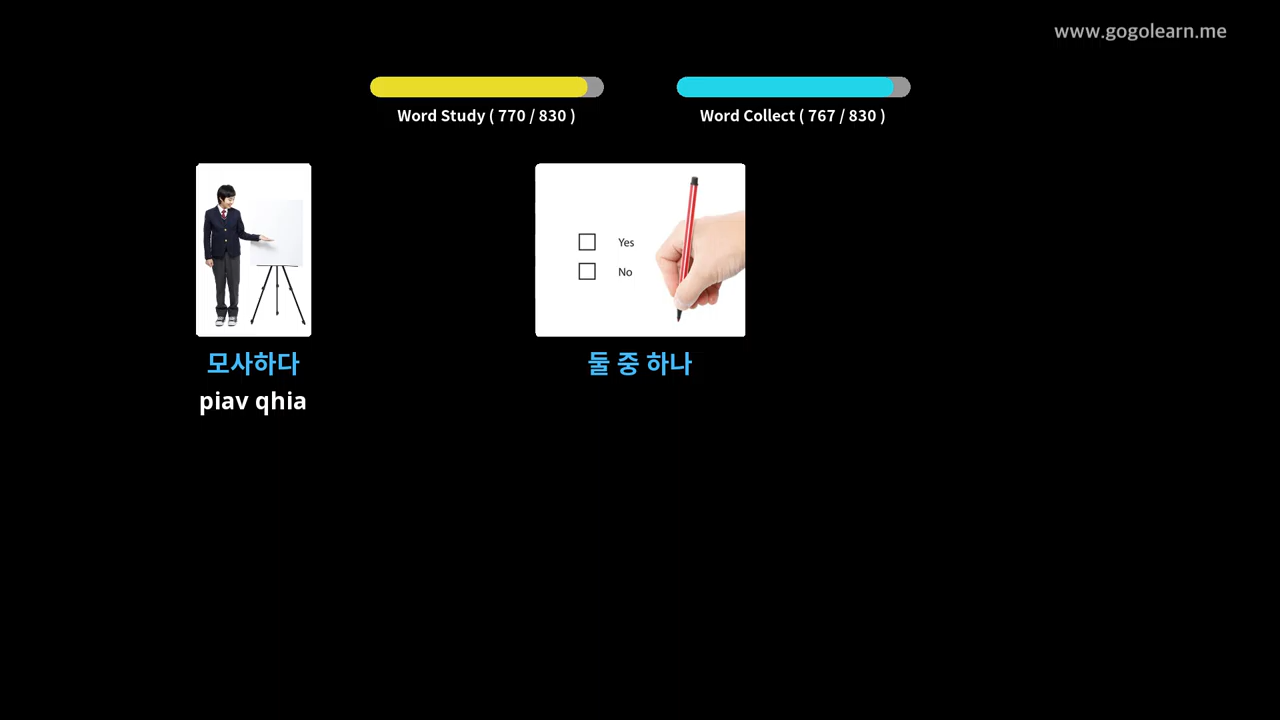 www.gogolearn.me
Word Study ( 770 / 830 )
Word Collect ( 767 / 830 )
Yes
No
모사하다
둘 중 하나
piav qhia